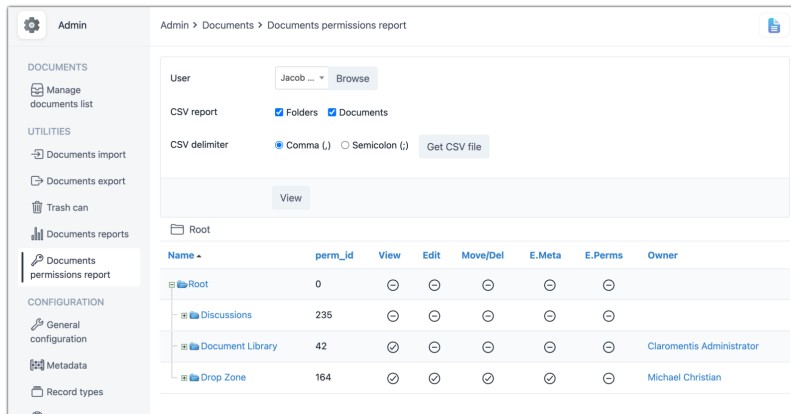 Admin
Admin > Documents > Documents permissions report
DOCUMENTS
Manage
documents list
UTILITIES
Documents import
Documents export
Trash can
Documents reports
Documents
permissions report
CONFIGURATION
General
configuration
Metadata
Record types
User
Jacob ...
Browse
CSV report
Folders
Documents
CSV delimiter
Comma (,)
Semicolon (;)
Get CSV file
View
Root
Name perm_id View Edit Move/Del E.Meta E.Perms Owner
Root 0
Discussions 235
Document Library 42 Claromentis Administrator
Drop Zone 164 Michael Christian